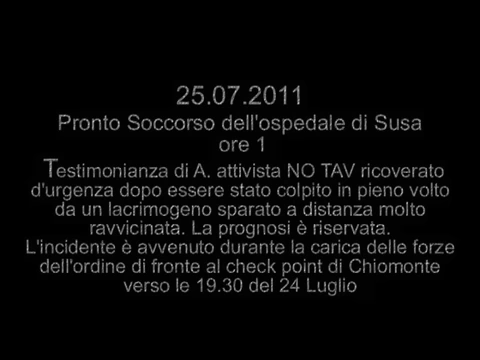 25.07.2011
Pronto Soccorso dell'ospedale di Susa
ore 1
Testimonianza di A. attivista NO TAV ricoverato
d'urgenza dopo essere stato colpito in pieno volto
da un lacrimogeno sparato a distanza molto
ravvicinata. La prognosi è riservata.
L'incidente è avvenuto durante la carica delle forze
dell'ordine di fronte al check point di Chiomonte
verso le 19.30 del 24 Luglio